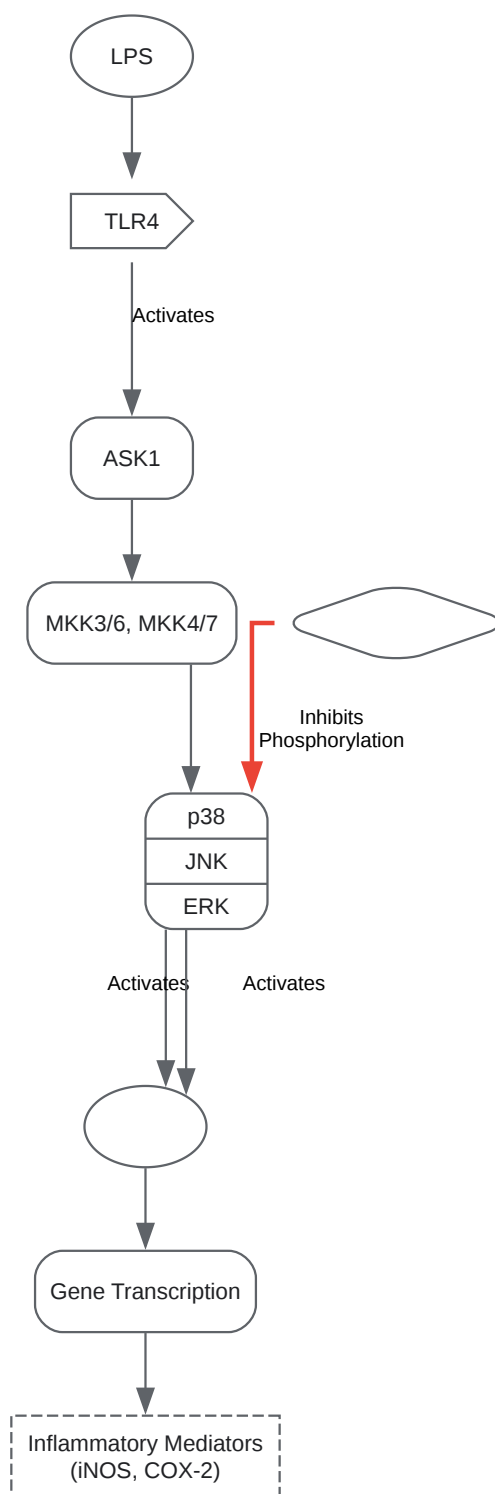 LPS
TLR4
Activates
ASK1
MKK3/6, MKK4/7
Inhibits
Phosphorylation
p38
JNK
ERK
Activates
Activates
Gene Transcription
Inflammatory Mediators
(iNOS, COX-2)